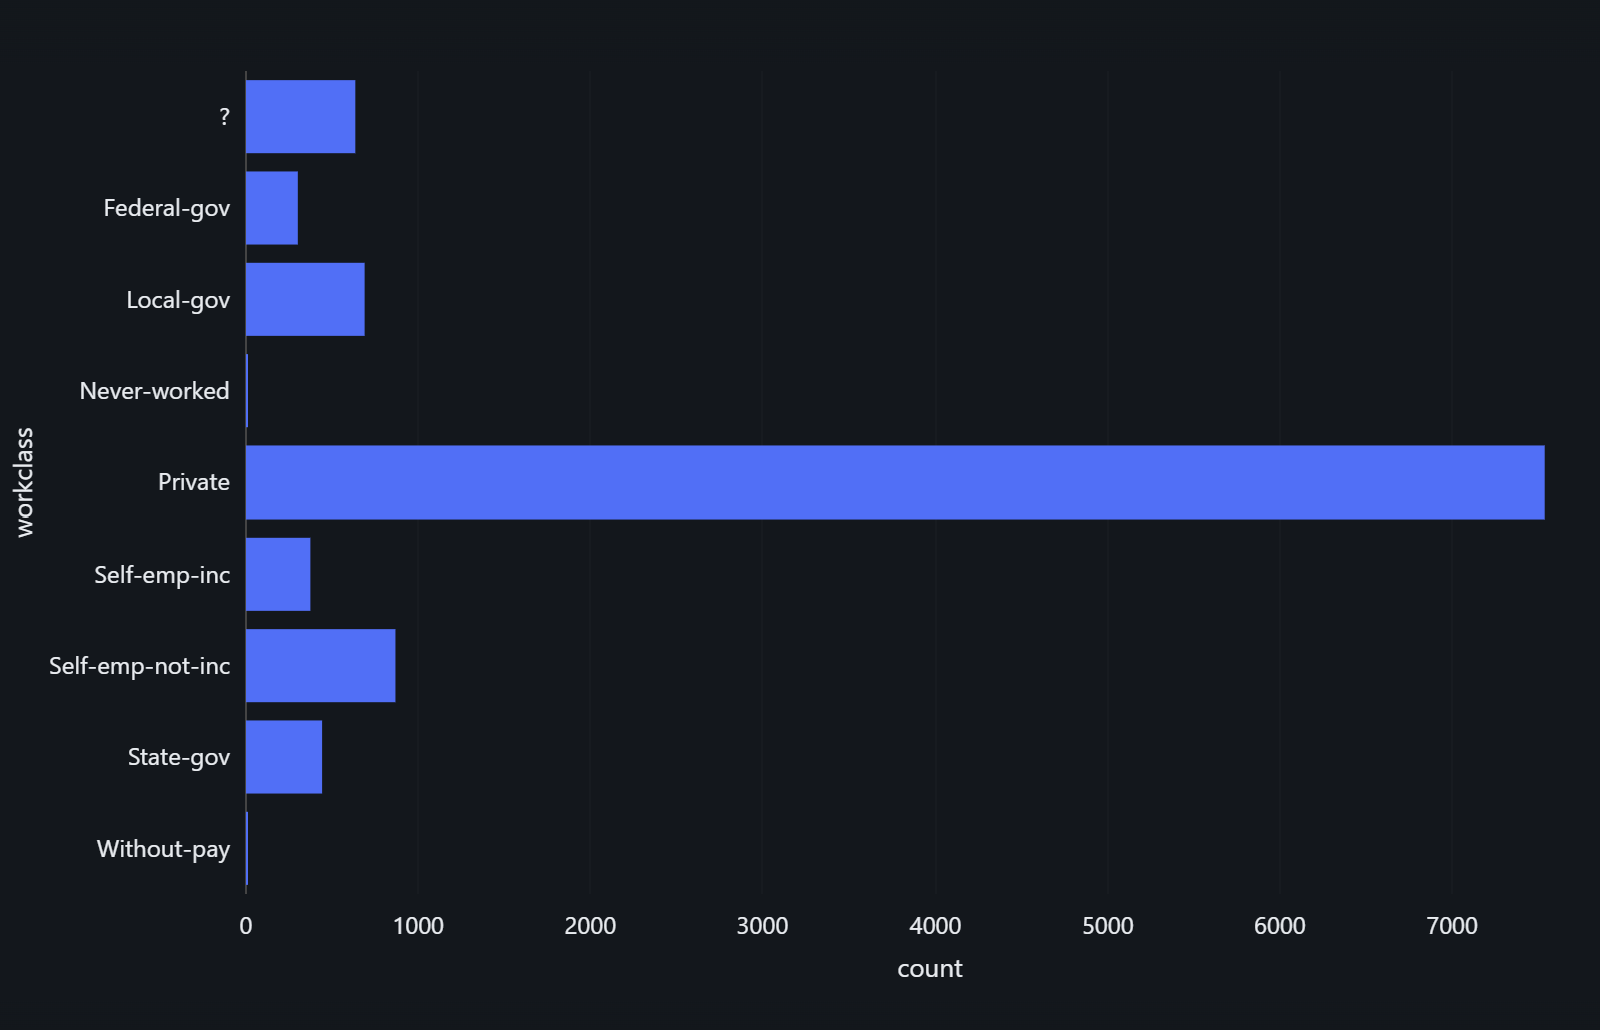 ?
Federal-gov
Local-gov
Never-worked
Private
Self-emp-inc
Self-emp-not-inc
State-gov
Without-pay
workclass
0 1000 2000 3000 4000 5000 6000 7000
count